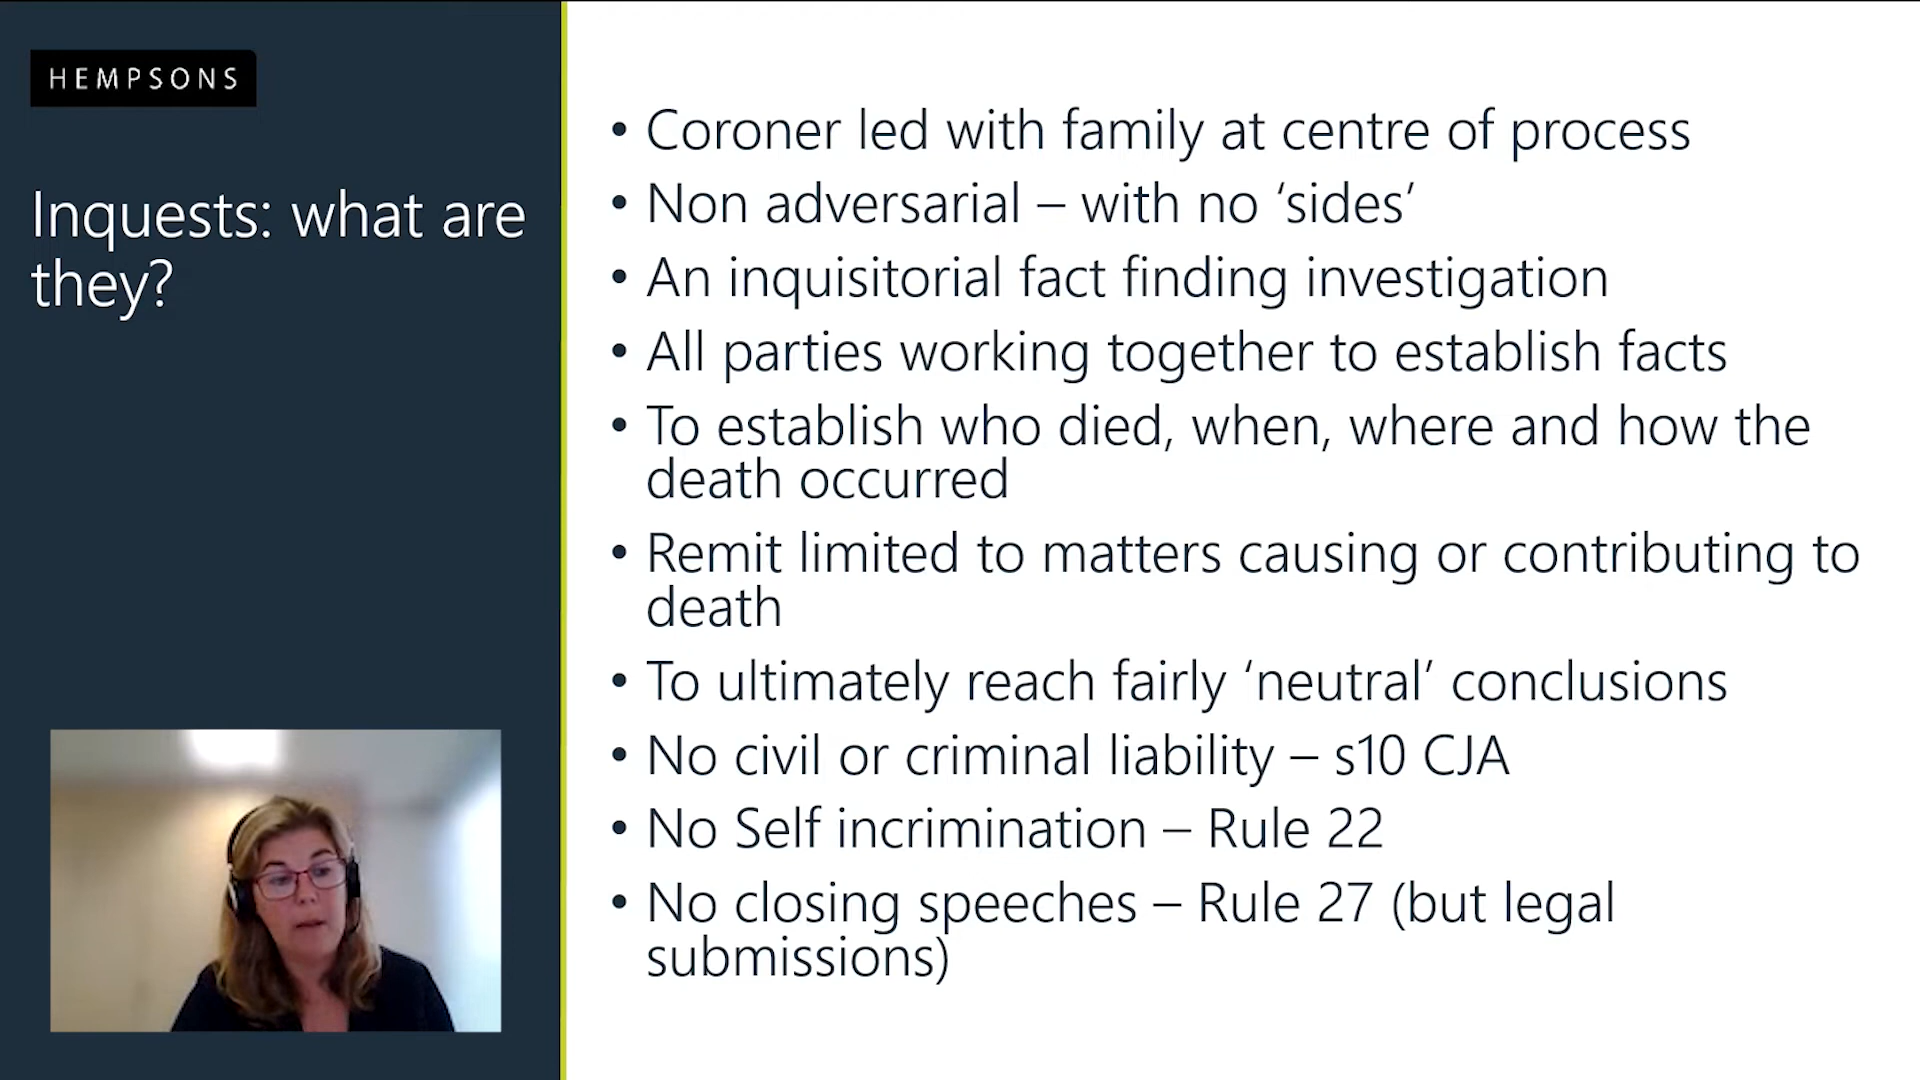 HEMPSONS
Inquests: what are
they?
• Coroner led with family at centre of process
• Non adversarial – with no ‘sides’
• An inquisitorial fact finding investigation
• All parties working together to establish facts
• To establish who died, when, where and how the
death occurred
• Remit limited to matters causing or contributing to
death
• To ultimately reach fairly ‘neutral’ conclusions
• No civil or criminal liability – s10 CJA
• No Self incrimination – Rule 22
• No closing speeches – Rule 27 (but legal
submissions)